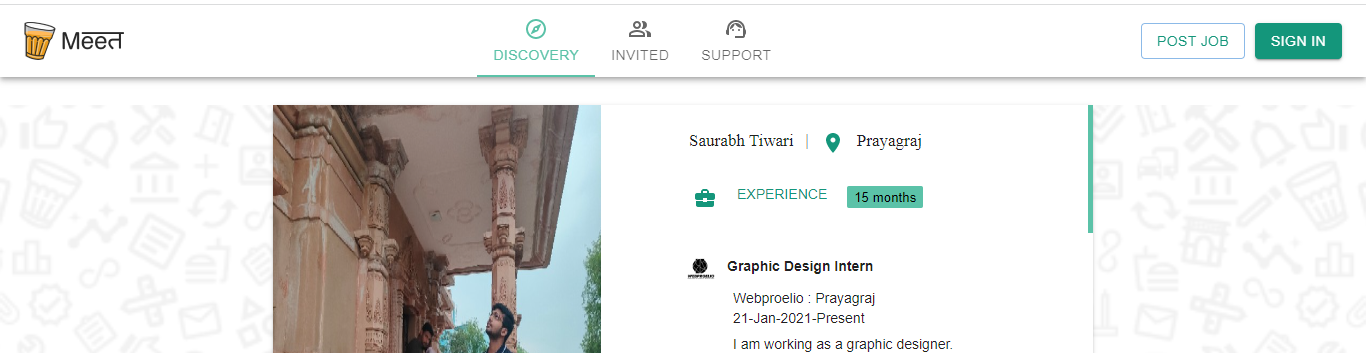 Meeत
DISCOVERY
INVITED
SUPPORT
POST JOB
SIGN IN
Saurabh Tiwari | Prayagraj
EXPERIENCE 15 months
Graphic Design Intern
Webproelio : Prayagraj
21-Jan-2021-Present
I am working as a graphic designer.